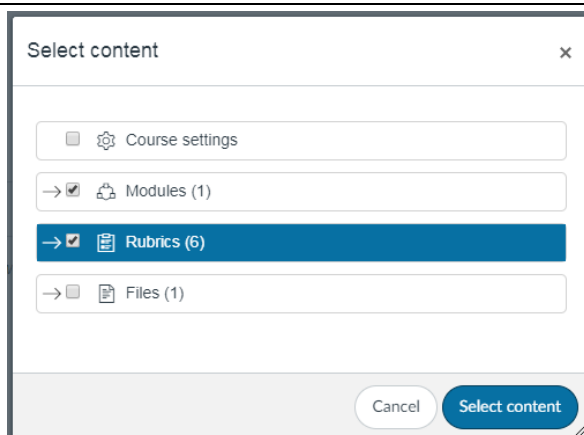 Select content
×
Course settings
Modules (1)
Rubrics (6)
Files (1)
Cancel
Select content